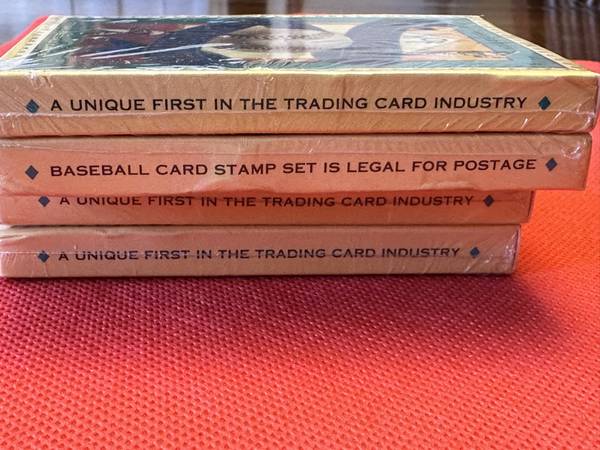 ◆ A UNIQUE FIRST IN THE TRADING CARD INDUSTRY ◆
◆ BASEBALL CARD STAMP SET IS LEGAL FOR POSTAGE ◆
A UNIQUE FIRST IN THE TRADING CARD INDUSTRY ◆
◆ A UNIQUE FIRST IN THE TRADING CARD INDUSTRY ◆